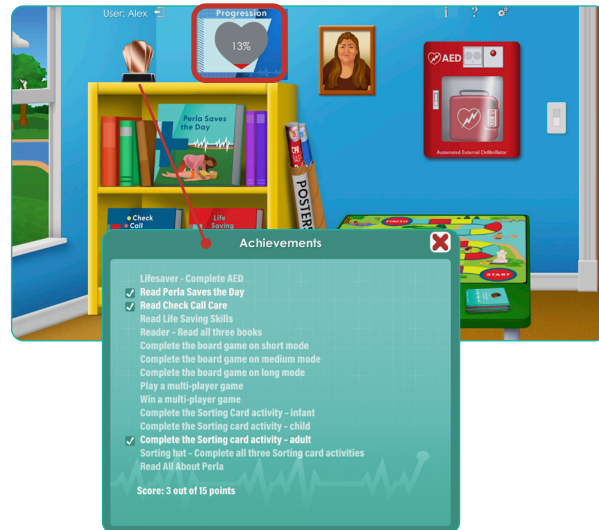 User: Alex
Progression
i ?
13%
AED
Automated External Defibrillator
Perla Saves
the Day
POSTERS
Check
Call
Life
Saving
FINISH
START
Achievements
Lifesaver - Complete AED
Read Perla Saves the Day
Read Check Call Care
Read Life Saving Skills
Reader – Read all three books
Complete the board game on short mode
Complete the board game on medium mode
Complete the board game on long mode
Play a multi-player game
Win a multi-player game
Complete the Sorting Card activity – infant
Complete the Sorting card activity – child
Complete the Sorting card activity – adult
Sorting hat – Complete all three Sorting card activities
Read All About Perla
Score: 3 out of 15 points